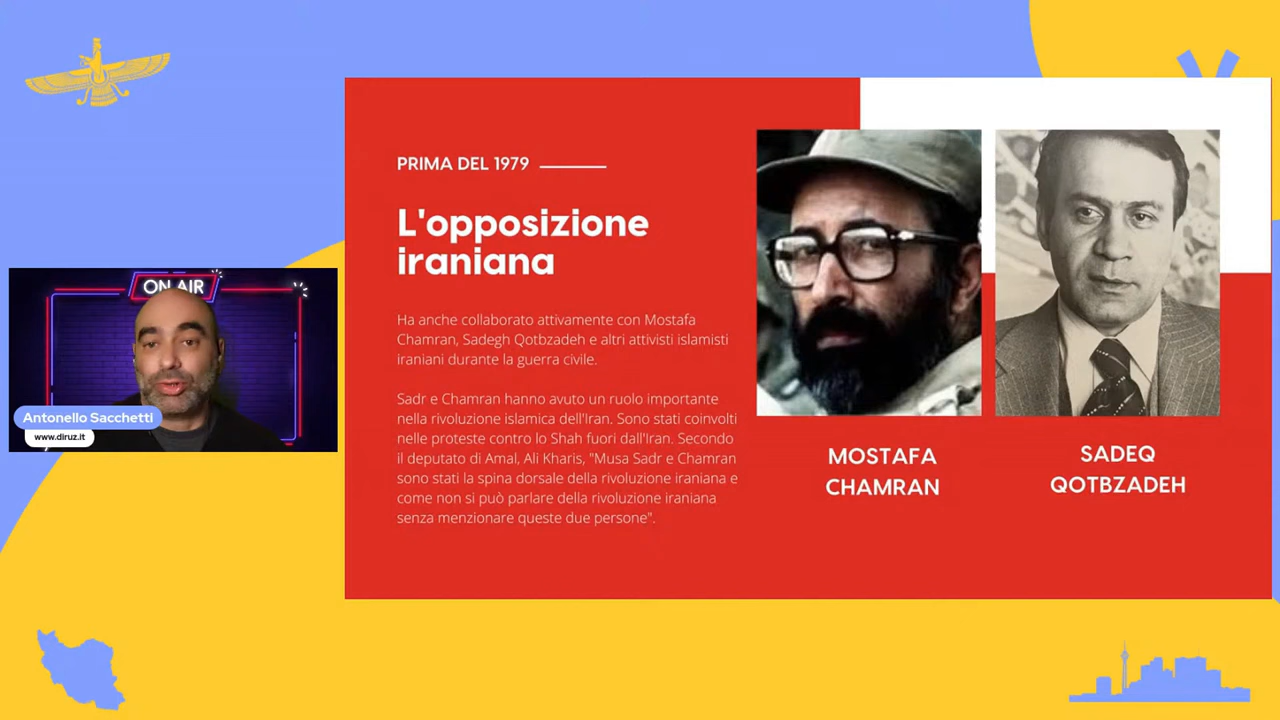 PRIMA DEL 1979
L'opposizione
iraniana
Ha anche collaborato attivamente con Mostafa
Chamran, Sadegh Qotbzadeh e altri attivisti islamisti
iraniani durante la guerra civile.
Sadr e Chamran hanno avuto un ruolo importante
nella rivoluzione islamica dell'Iran. Sono stati coinvolti
nelle proteste contro lo Shah fuori dall'Iran. Secondo
il deputato di Amal, Ali Kharis, "Musa Sadr e Chamran
sono stati la spina dorsale della rivoluzione iraniana e
come non si può parlare della rivoluzione iraniana
senza menzionare queste due persone".
MOSTAFA
CHAMRAN
SADEQ
QOTBZADEH
ON AIR
Antonello Sacchetti
www.diruz.it